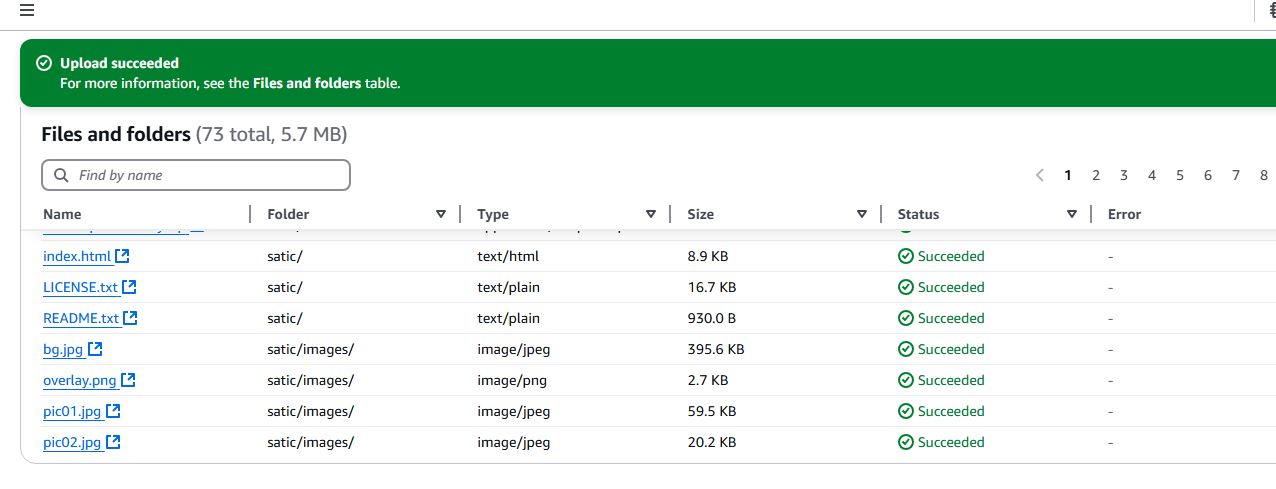 Upload succeeded
For more information, see the Files and folders table.
Files and folders (73 total, 5.7 MB)
Find by name
1 2 3 4 5 6 7 8
Name Folder Type Size Status Error
index.html satic/ text/html 8.9 KB Succeeded -
LICENSE.txt satic/ text/plain 16.7 KB Succeeded -
README.txt satic/ text/plain 930.0 B Succeeded -
bg.jpg satic/images/ image/jpeg 395.6 KB Succeeded -
overlay.png satic/images/ image/png 2.7 KB Succeeded -
pic01.jpg satic/images/ image/jpeg 59.5 KB Succeeded -
pic02.jpg satic/images/ image/jpeg 20.2 KB Succeeded -